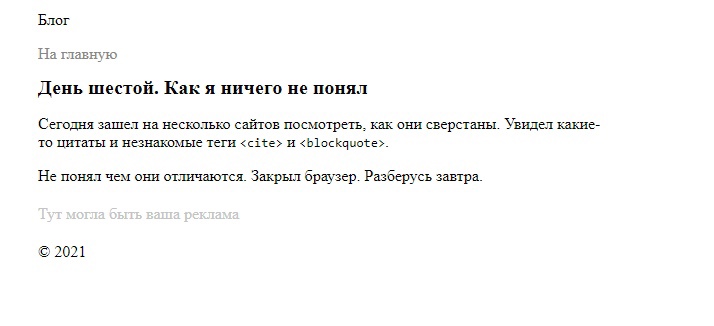 Блог
На главную
День шестой. Как я ничего не понял
Сегодня зашел на несколько сайтов посмотреть, как они сверстаны. Увидел какие-
то цитаты и незнакомые теги <cite> и <blockquote>.
Не понял чем они отличаются. Закрыл браузер. Разберусь завтра.
Тут могла быть ваша реклама
© 2021